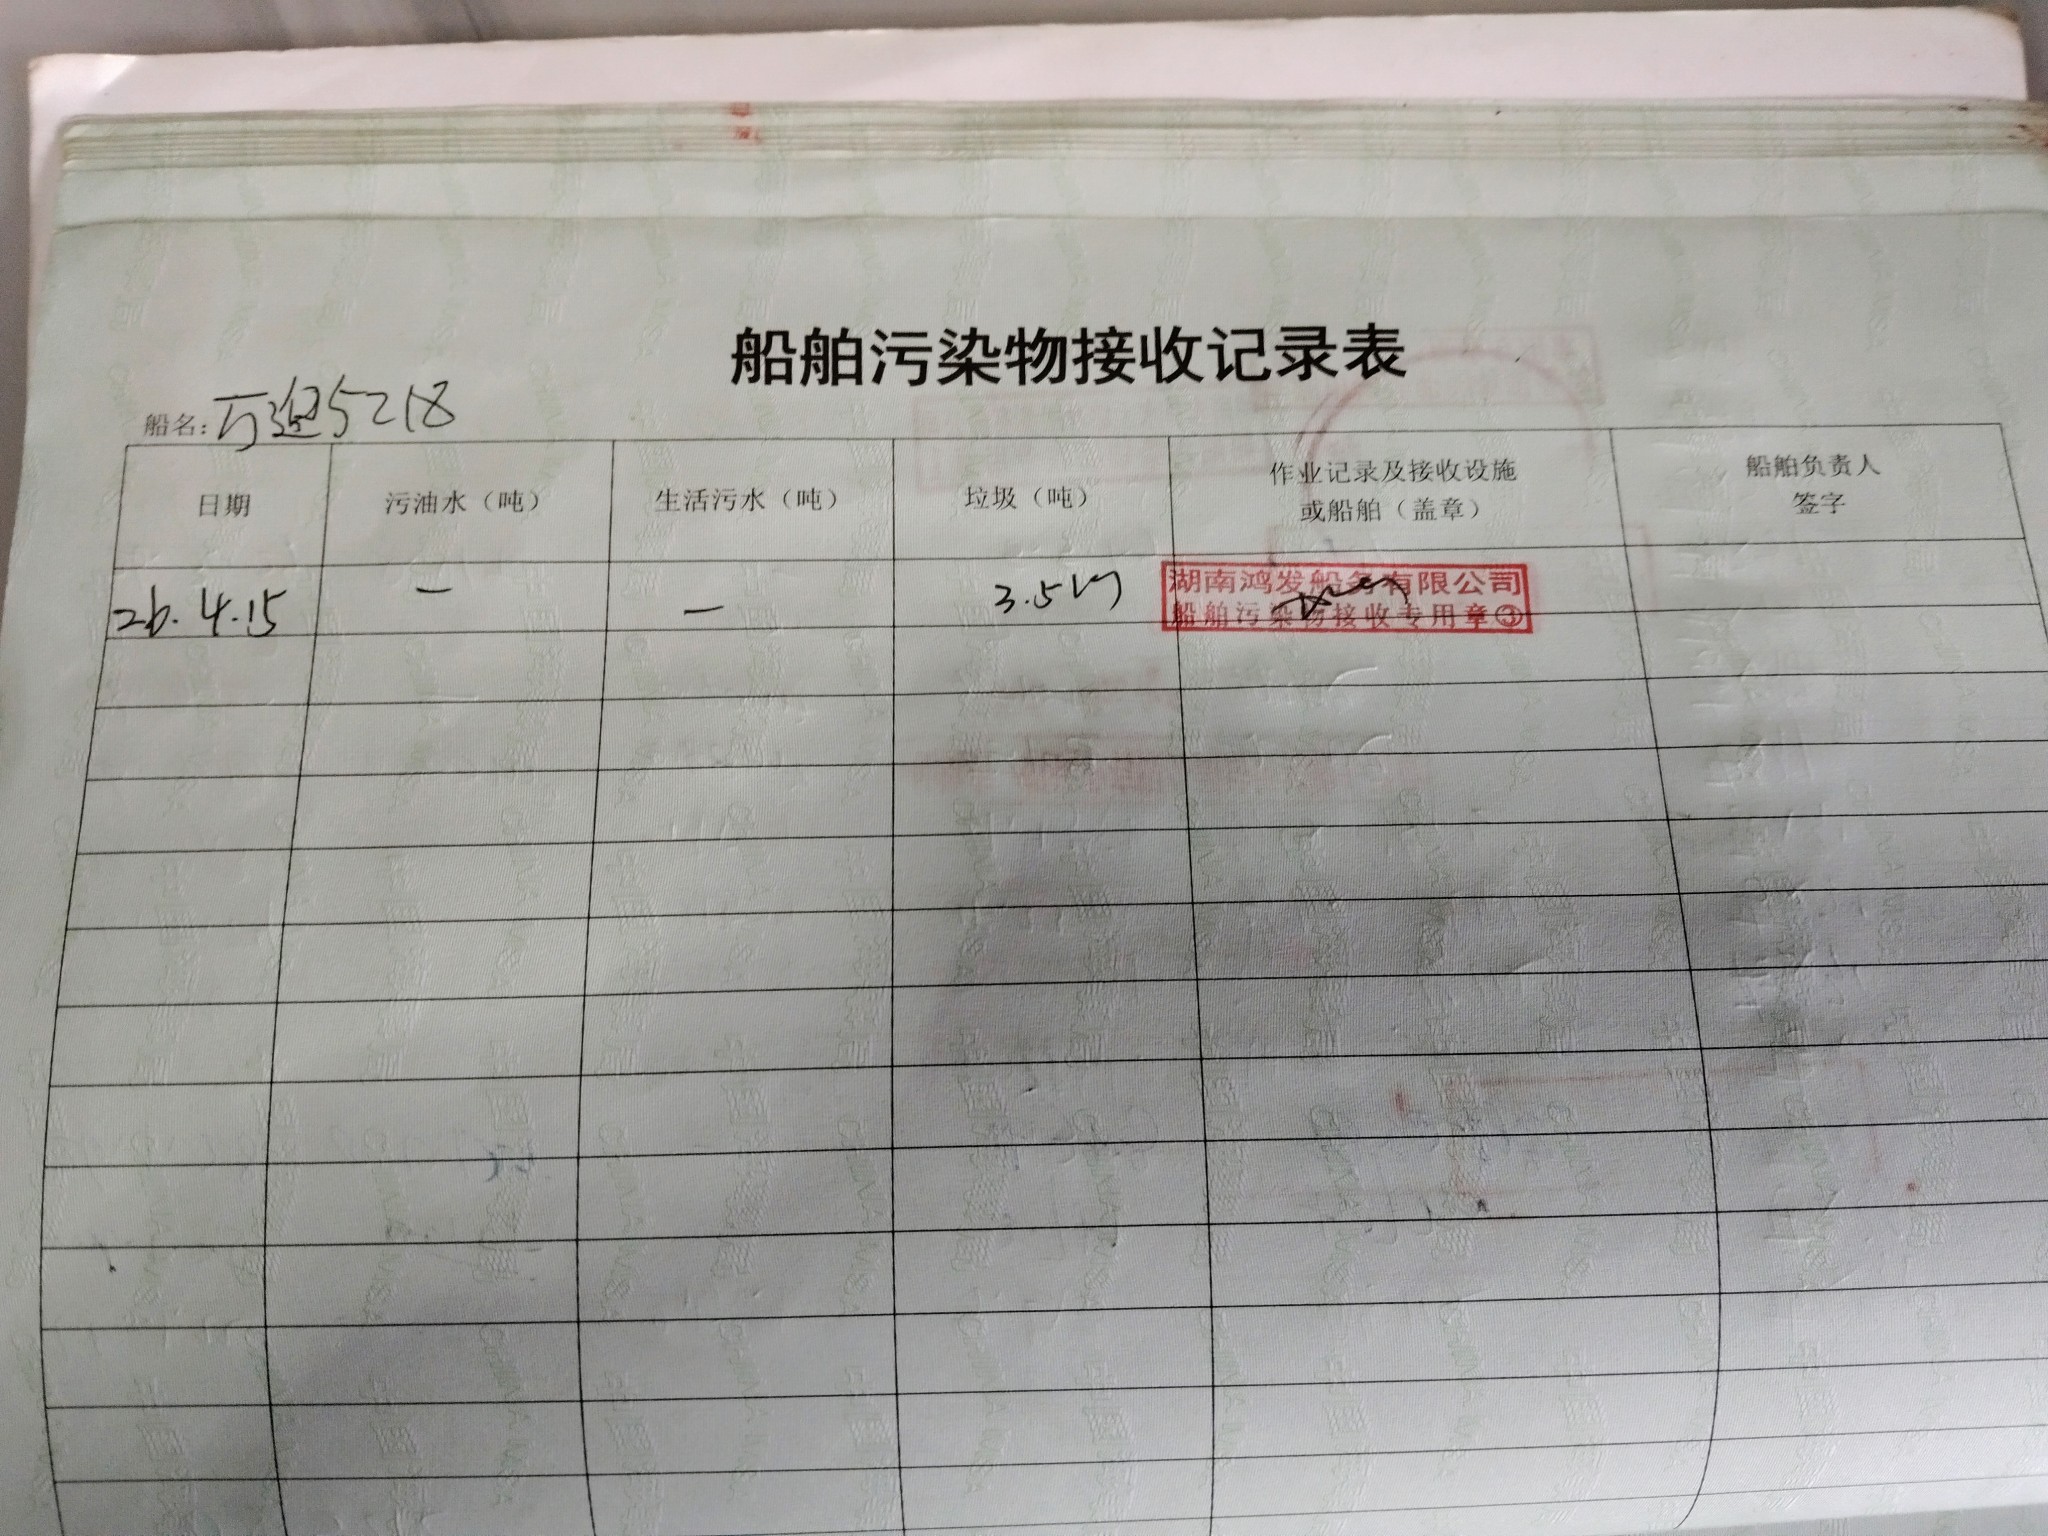 船舶污染物接收记录表
船名: 万迎5218
日期 污油水（吨） 生活污水（吨） 垃圾（吨） 作业记录及接收设施 或船舶（盖章） 船舶负责人 签字
26.4.15 — — 3.5
湖南鸿发船务有限公司
船舶污染物接收专用章③